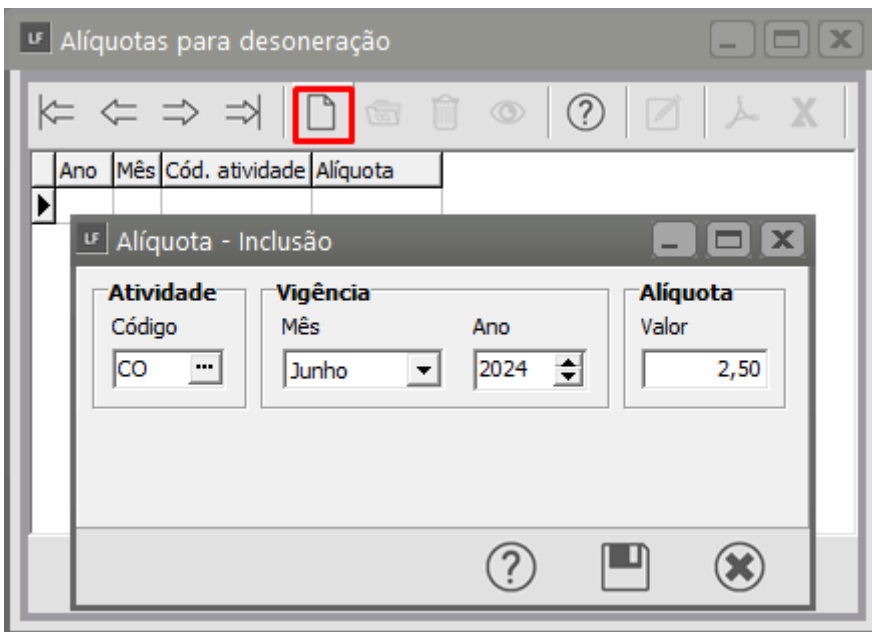 LF Alíquotas para desoneração
Ano Mês Cód. atividade Alíquota
LF Alíquota - Inclusão
Atividade Vigência Alíquota
Código Mês Ano Valor
CO ... Junho 2024 2,50